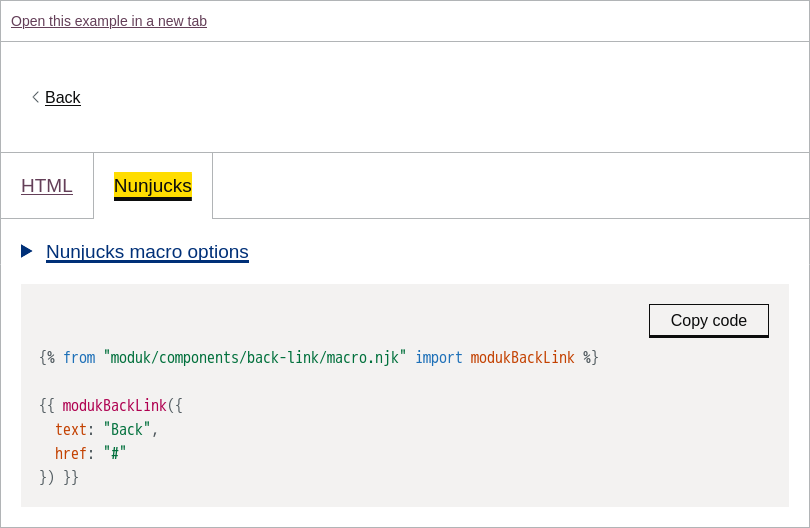 Open this example in a new tab
Back
HTML Nunjucks
Nunjucks macro options
Copy code
{% from "moduk/components/back-link/macro.njk" import modukBackLink %}
{{ modukBackLink({
  text: "Back",
  href: "#"
}) }}